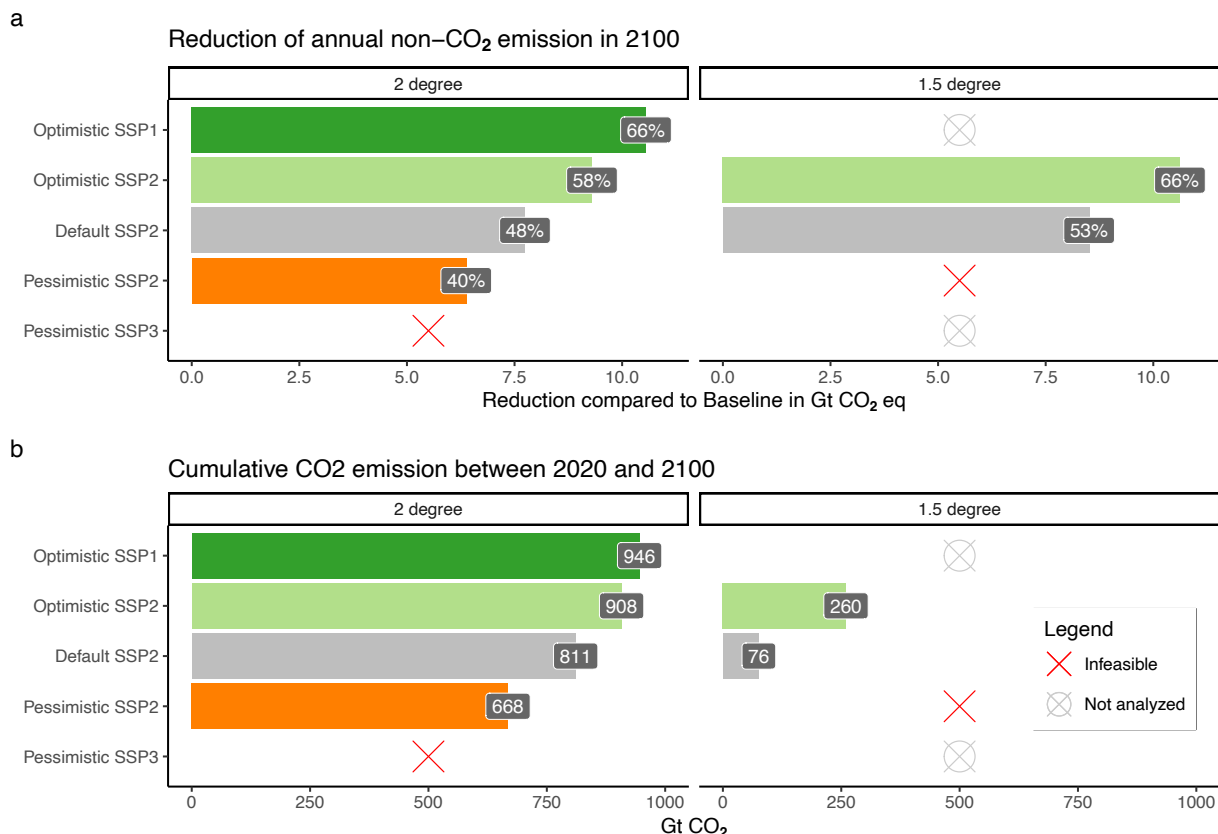 a
Reduction of annual non−CO₂ emission in 2100
2 degree
1.5 degree
Optimistic SSP1
66%
Optimistic SSP2
58%
66%
Default SSP2
48%
53%
Pessimistic SSP2
40%
Pessimistic SSP3
0.0 2.5 5.0 7.5 10.0
0.0 2.5 5.0 7.5 10.0
Reduction compared to Baseline in Gt CO₂ eq
b
Cumulative CO2 emission between 2020 and 2100
2 degree
1.5 degree
Optimistic SSP1
946
Optimistic SSP2
908
260
Default SSP2
811
76
Pessimistic SSP2
668
Pessimistic SSP3
Legend
Infeasible
Not analyzed
0 250 500 750 1000
0 250 500 750 1000
Gt CO₂